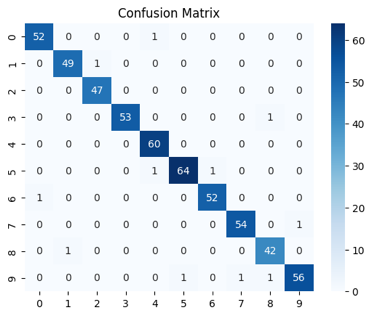 Confusion Matrix
0 52 0 0 0 1 0 0 0 0 0
1 0 49 1 0 0 0 0 0 0 0
2 0 0 47 0 0 0 0 0 0 0
3 0 0 0 53 0 0 0 0 1 0
4 0 0 0 0 60 0 0 0 0 0
5 0 0 0 0 1 64 1 0 0 0
6 1 0 0 0 0 0 52 0 0 0
7 0 0 0 0 0 0 0 54 0 1
8 0 1 0 0 0 0 0 0 42 0
9 0 0 0 0 0 1 0 1 1 56
0 1 2 3 4 5 6 7 8 9
60
50
40
30
20
10
0